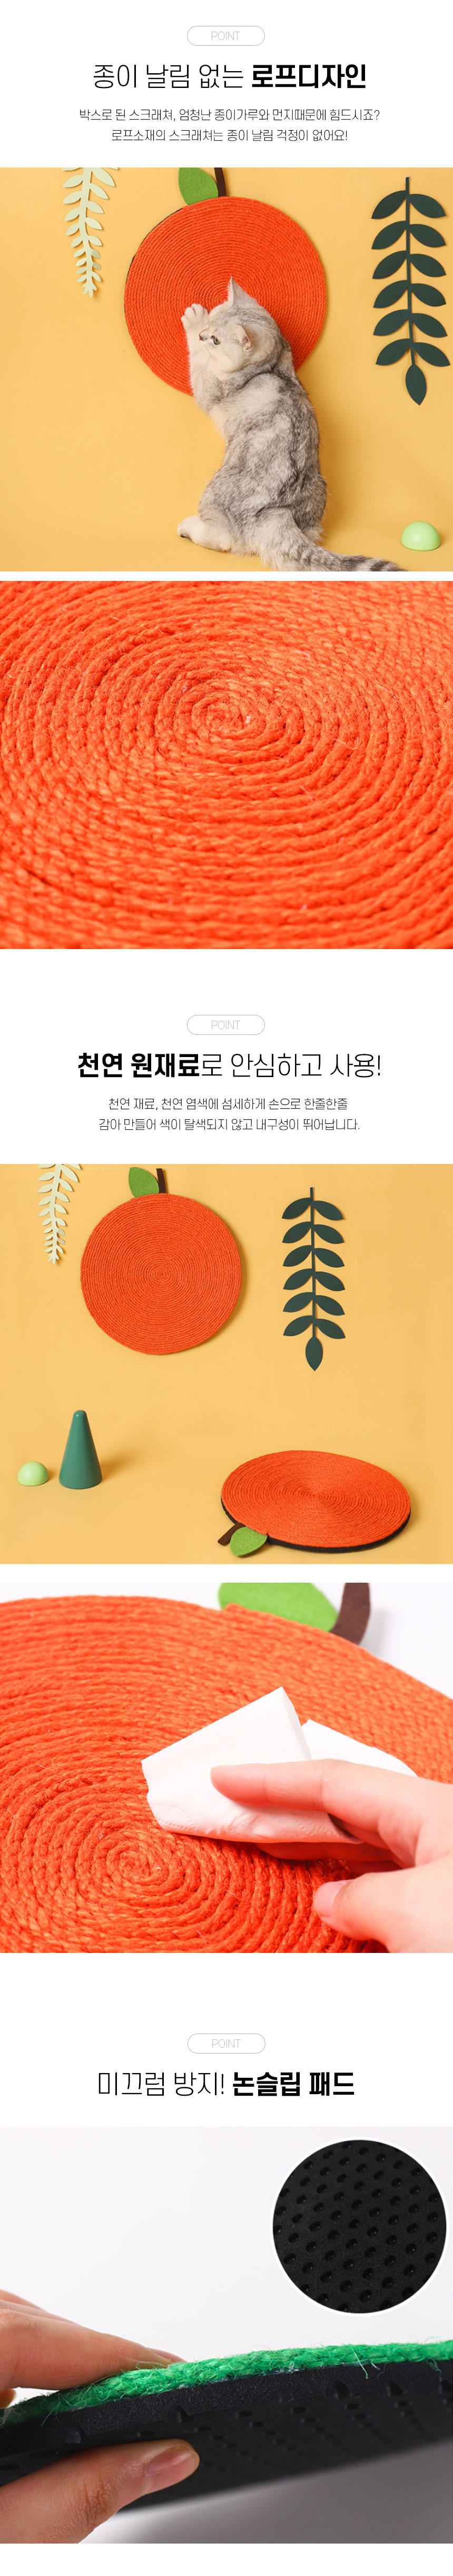 POINT
종이 날림 없는 로프디자인
박스로 된 스크래쳐, 엄청난 종이가루와 먼지때문에 힘드시죠?
로프소재의 스크래쳐는 종이 날림 걱정이 없어요!
POINT
천연 원재료로 안심하고 사용!
천연 재료, 천연 염색에 섬세하게 손으로 한줄한줄
감아 만들어 색이 탈색되지 않고 내구성이 뛰어납니다.
POINT
미끄럼 방지! 논슬립 패드